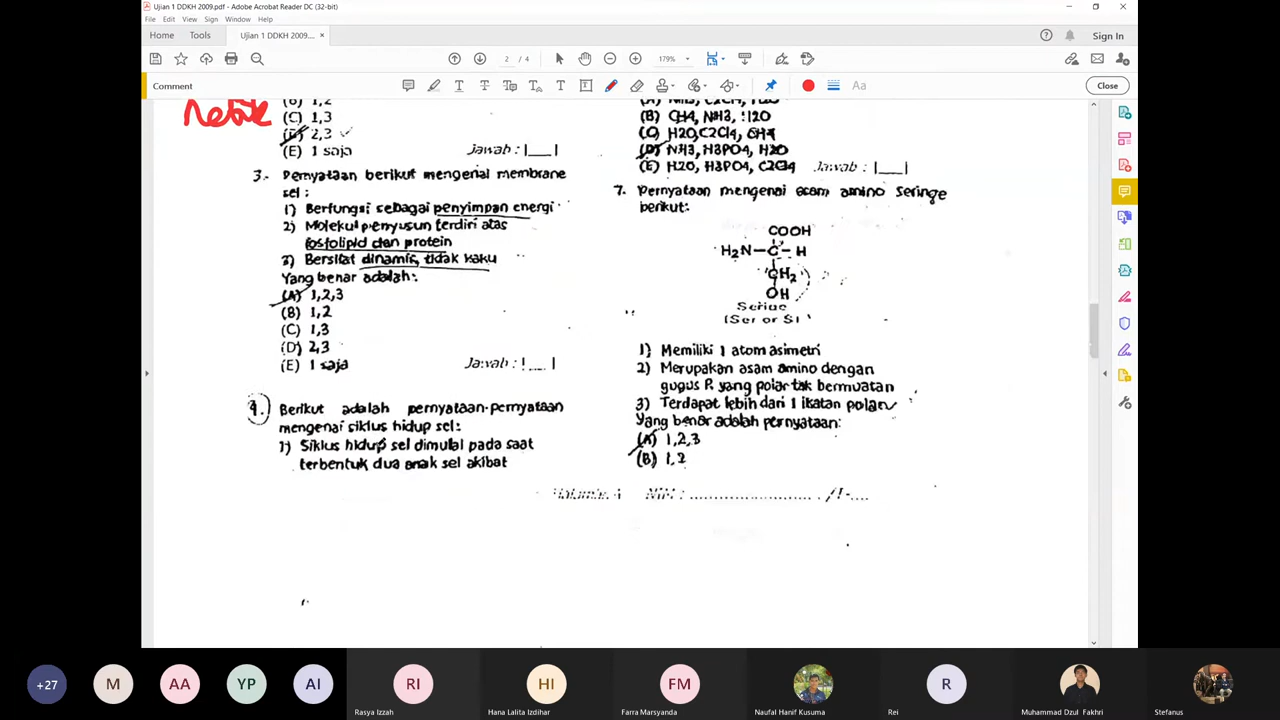 Ujian 1 DDKH 2009.pdf - Adobe Acrobat Reader DC (32-bit)
File Edit View Sign Window Help
Home Tools Ujian 1 DDKH 2009.... × Sign In
2 / 4 179%
Comment Close
(C) 1,3
2,3
(E) 1 saja Jawab : |___|
3. Pernyataan berikut mengenai membrane
sel :
1) Berfungsi sebagai penyimpan energi
2) Molekul penyusun terdiri atas
fosfolipid dan protein
3) Bersifat dinamis, tidak kaku
Yang benar adalah:
(A) 1,2,3
(B) 1,2
(C) 1,3
(D) 2,3
(E) 1 saja Jawab : |___|
Berikut adalah pernyataan-pernyataan
mengenai siklus hidup sel:
1) Siklus hidup sel dimulai pada saat
terbentuk dua anak sel akibat
(B) CH4, NH3, H2O
(C) H2O, C2Cl4, CH4
(D) NH3, H3PO4, H2O
(E) H2O, H3PO4, C2Cl4 Jawab : |___|
7. Pernyataan mengenai asam amino Seringe
berikut:
COOH
H2N — C — H
CH2
OH
(Ser or S)
1) Memiliki 1 atom asimetri
2) Merupakan asam amino dengan
gugus R yang polar tak bermuatan
3) Terdapat lebih dari 1 ikatan polar
Yang benar adalah pernyataan:
(A) 1,2,3
(B) 1,2
NIM : ........................ /T-....
+27 M AA YP AI RI HI FM R
Rasya Izzah Hana Lalita Izdihar Farra Marsyanda Naufal Hanif Kusuma Rei Muhammad Dzul Fakhri Stefanus